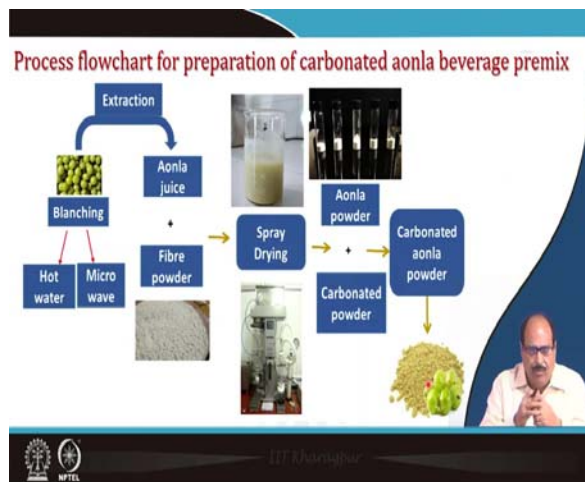 Process flowchart for preparation of carbonated aonla beverage premix
Extraction
Aonla
juice
+
Fibre
powder
Blanching
Hot
water
Micro
wave
Spray
Drying
Aonla
powder
+
Carbonated
powder
Carbonated
aonla
powder
IIT Kharagpur
NPTEL